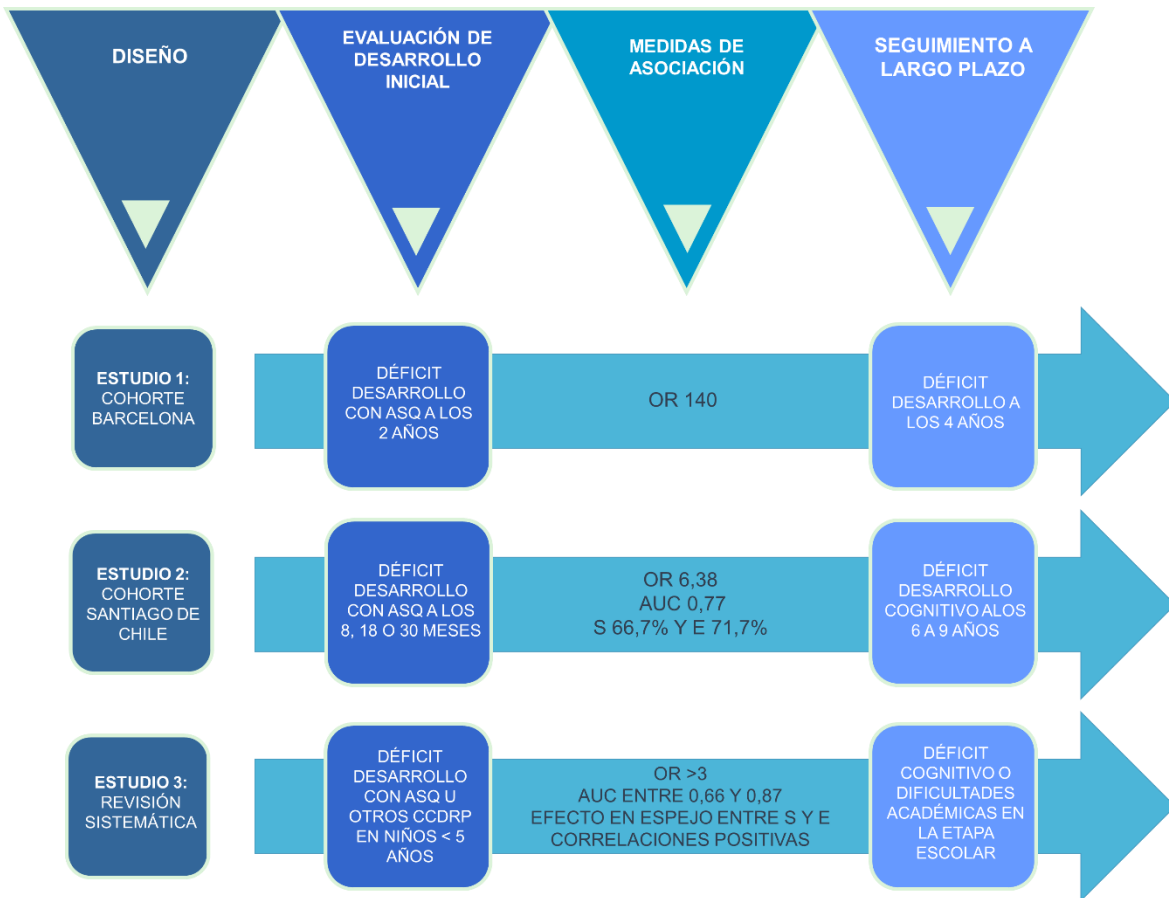 DISEÑO
EVALUACIÓN DE
DESARROLLO
INICIAL
MEDIDAS DE
ASOCIACIÓN
SEGUIMIENTO A
LARGO PLAZO
ESTUDIO 1:
COHORTE
BARCELONA
DÉFICIT
DESARROLLO
CON ASQ A LOS
2 AÑOS
OR 140
DÉFICIT
DESARROLLO A
LOS 4 AÑOS
ESTUDIO 2:
COHORTE
SANTIAGO DE
CHILE
DÉFICIT
DESARROLLO
CON ASQ A LOS
8, 18 O 30 MESES
OR 6,38
AUC 0,77
S 66,7% Y E 71,7%
DÉFICIT
DESARROLLO
COGNITIVO ALOS
6 A 9 AÑOS
ESTUDIO 3:
REVISIÓN
SISTEMÁTICA
DÉFICIT
DESARROLLO
CON ASQ U
OTROS CCDRP
EN NIÑOS < 5
AÑOS
OR >3
AUC ENTRE 0,66 Y 0,87
EFECTO EN ESPEJO ENTRE S Y E
CORRELACIONES POSITIVAS
DÉFICIT
COGNITIVO O
DIFICULTADES
ACADÉMICAS EN
LA ETAPA
ESCOLAR